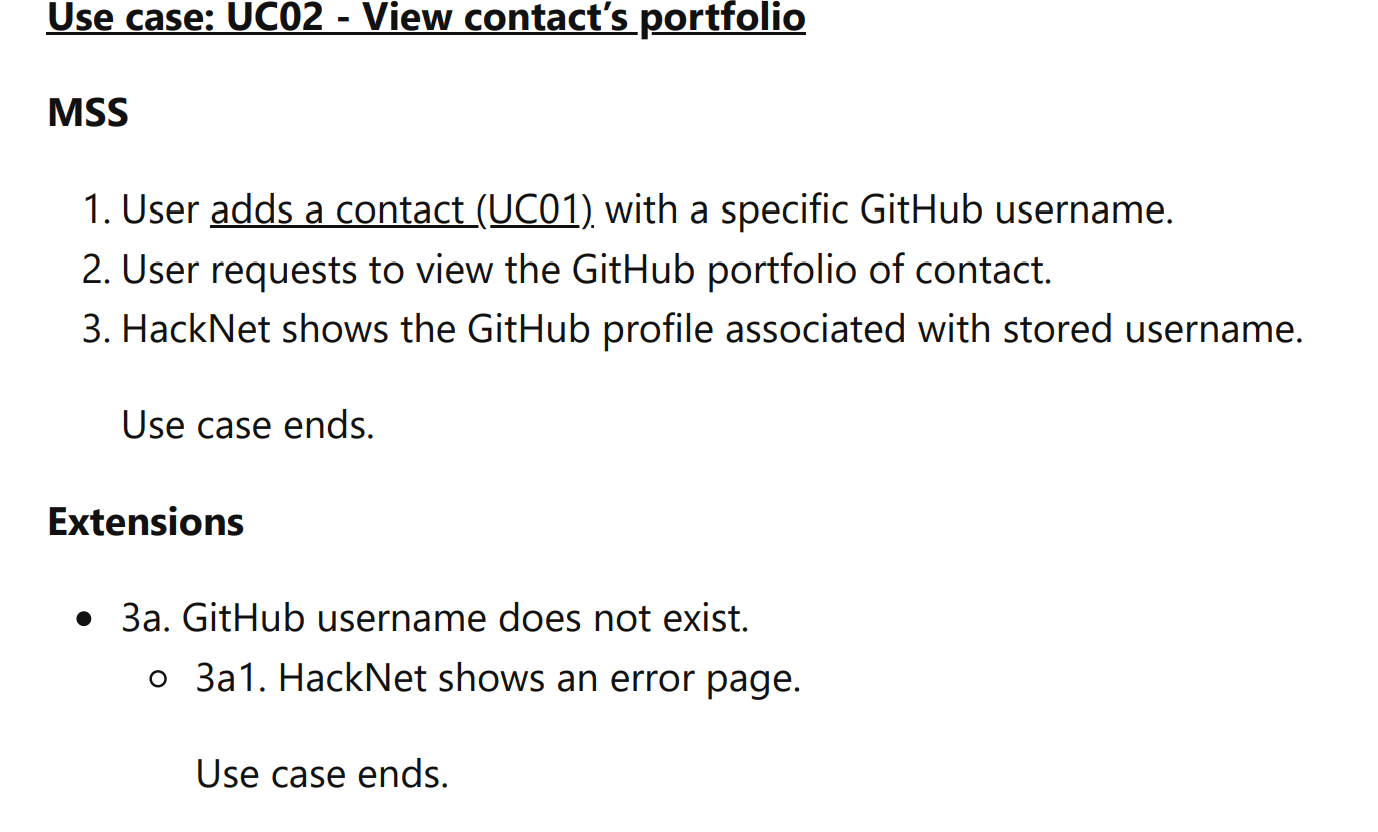 Use case: UC02 - View contact’s portfolio
MSS
1. User adds a contact (UC01) with a specific GitHub username.
2. User requests to view the GitHub portfolio of contact.
3. HackNet shows the GitHub profile associated with stored username.
Use case ends.
Extensions
• 3a. GitHub username does not exist.
○ 3a1. HackNet shows an error page.
Use case ends.